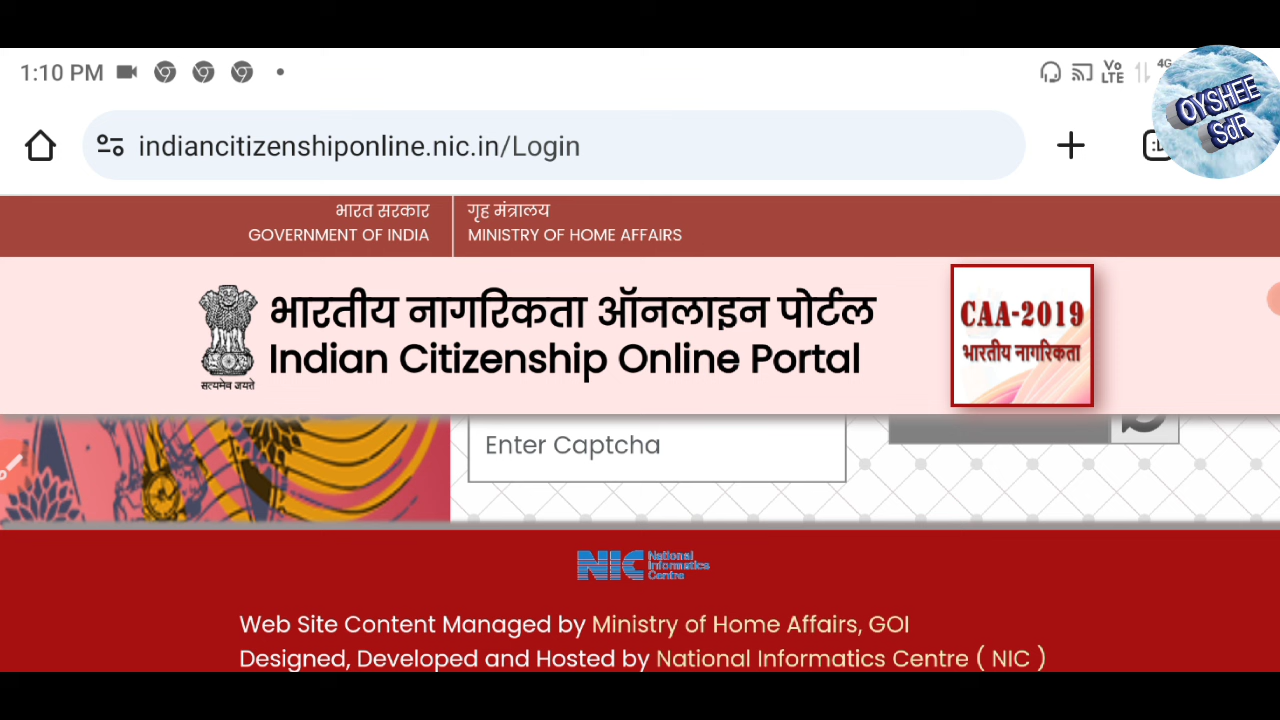 1:10 PM
Vo
LTE
4G
OYSHEE
SdR
indiancitizenshiponline.nic.in/Login
:D
भारत सरकार
गृह मंत्रालय
GOVERNMENT OF INDIA
MINISTRY OF HOME AFFAIRS
भारतीय नागरिकता ऑनलाइन पोर्टल
Indian Citizenship Online Portal
सत्यमेव जयते
CAA-2019
भारतीय नागरिकता
Enter Captcha
NIC National
Informatics
Centre
Web Site Content Managed by Ministry of Home Affairs, GOI
Designed, Developed and Hosted by National Informatics Centre ( NIC )